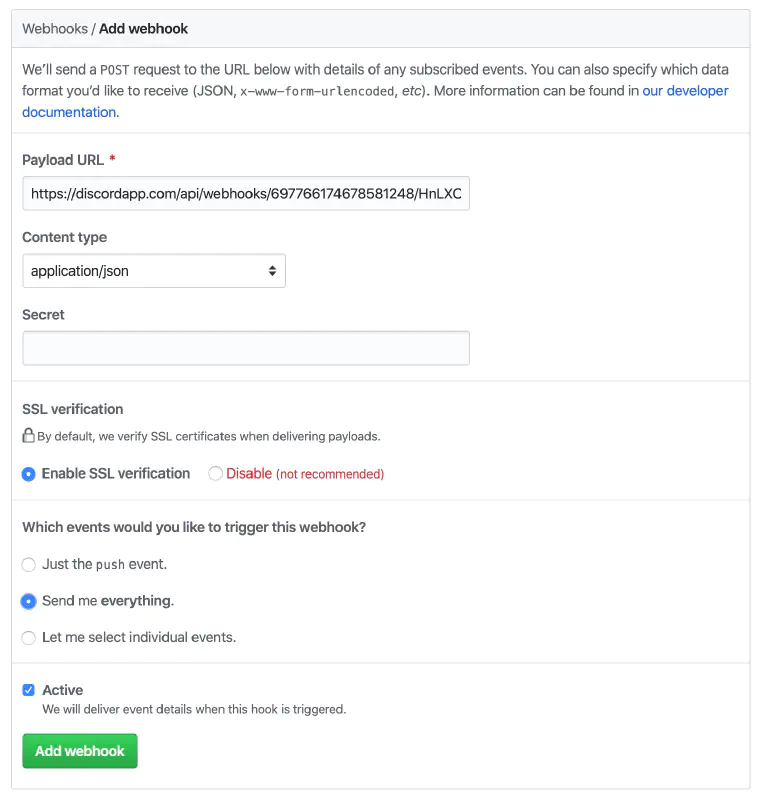 Webhooks / Add webhook
We’ll send a POST request to the URL below with details of any subscribed events. You can also specify which data
format you’d like to receive (JSON, x-www-form-urlencoded, etc). More information can be found in our developer
documentation.
Payload URL *
https://discordapp.com/api/webhooks/697766174678581248/HnLXC
Content type
application/json
Secret
SSL verification
By default, we verify SSL certificates when delivering payloads.
Enable SSL verification Disable (not recommended)
Which events would you like to trigger this webhook?
Just the push event.
Send me everything.
Let me select individual events.
Active
We will deliver event details when this hook is triggered.
Add webhook